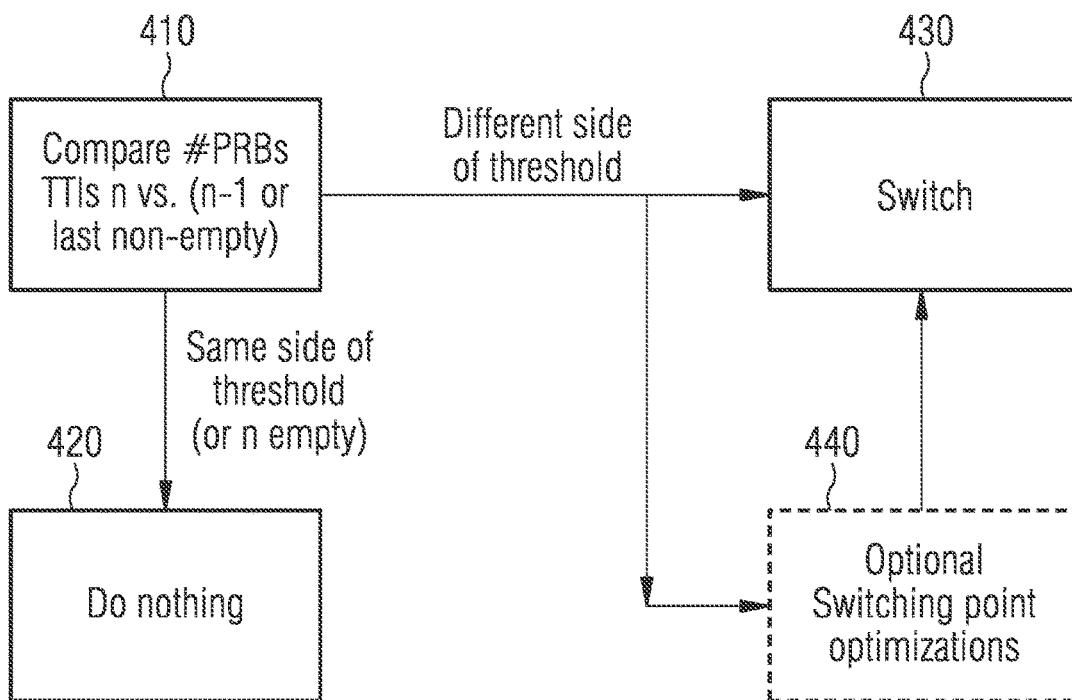 410
430
Compare #PRBs
TTIs n vs. (n-1 or
last non-empty)
Different side
of threshold
Switch
Same side of
threshold
(or n empty)
420
440
Do nothing
Optional
Switching point
optimizations